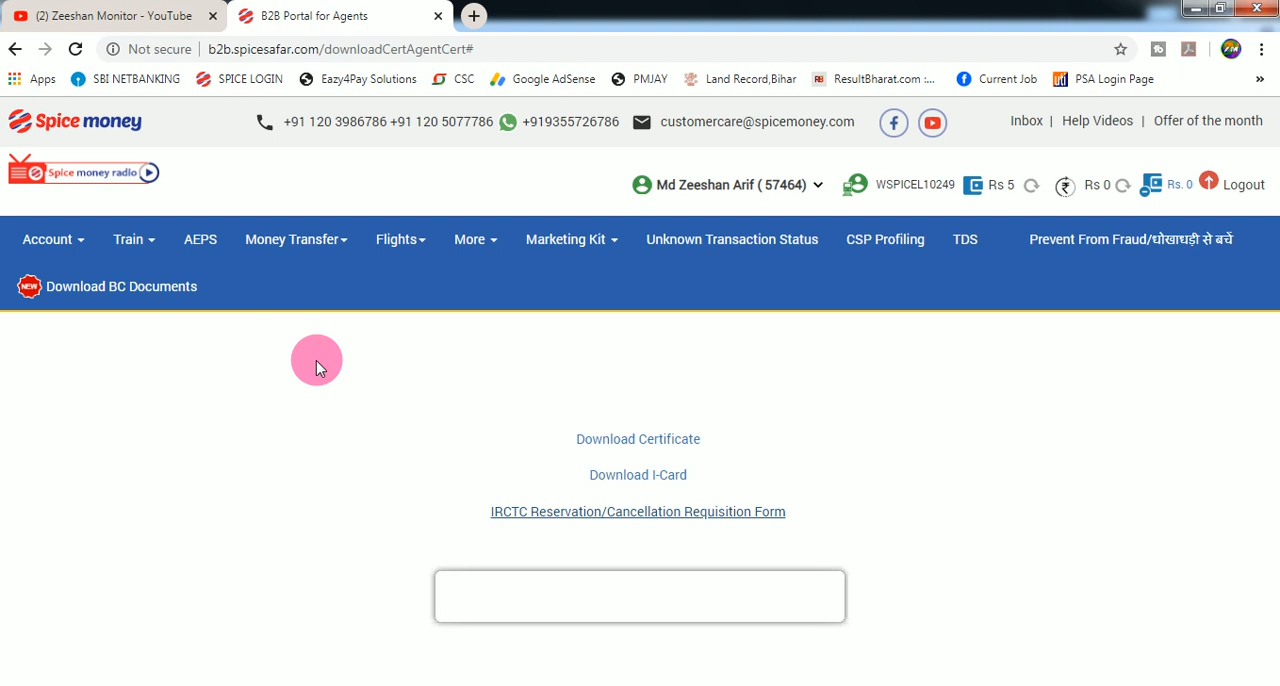 (2) Zeeshan Monitor - YouTube
B2B Portal for Agents
Not secure | b2b.spicesafar.com/downloadCertAgentCert#
Apps SBI NETBANKING SPICE LOGIN Eazy4Pay Solutions CSC Google AdSense PMJAY Land Record,Bihar RB ResultBharat.com :... Current Job PSA Login Page »
Spice money +91 120 3986786 +91 120 5077786 +919355726786 customercare@spicemoney.com Inbox | Help Videos | Offer of the month
Spice money radio
Md Zeeshan Arif ( 57464) WSPICEL10249 Rs 5 Rs 0 Rs. 0 Logout
Account Train AEPS Money Transfer Flights More Marketing Kit Unknown Transaction Status CSP Profiling TDS Prevent From Fraud/धोखाधड़ी से बचें
NEW Download BC Documents
Download Certificate
Download I-Card
IRCTC Reservation/Cancellation Requisition Form